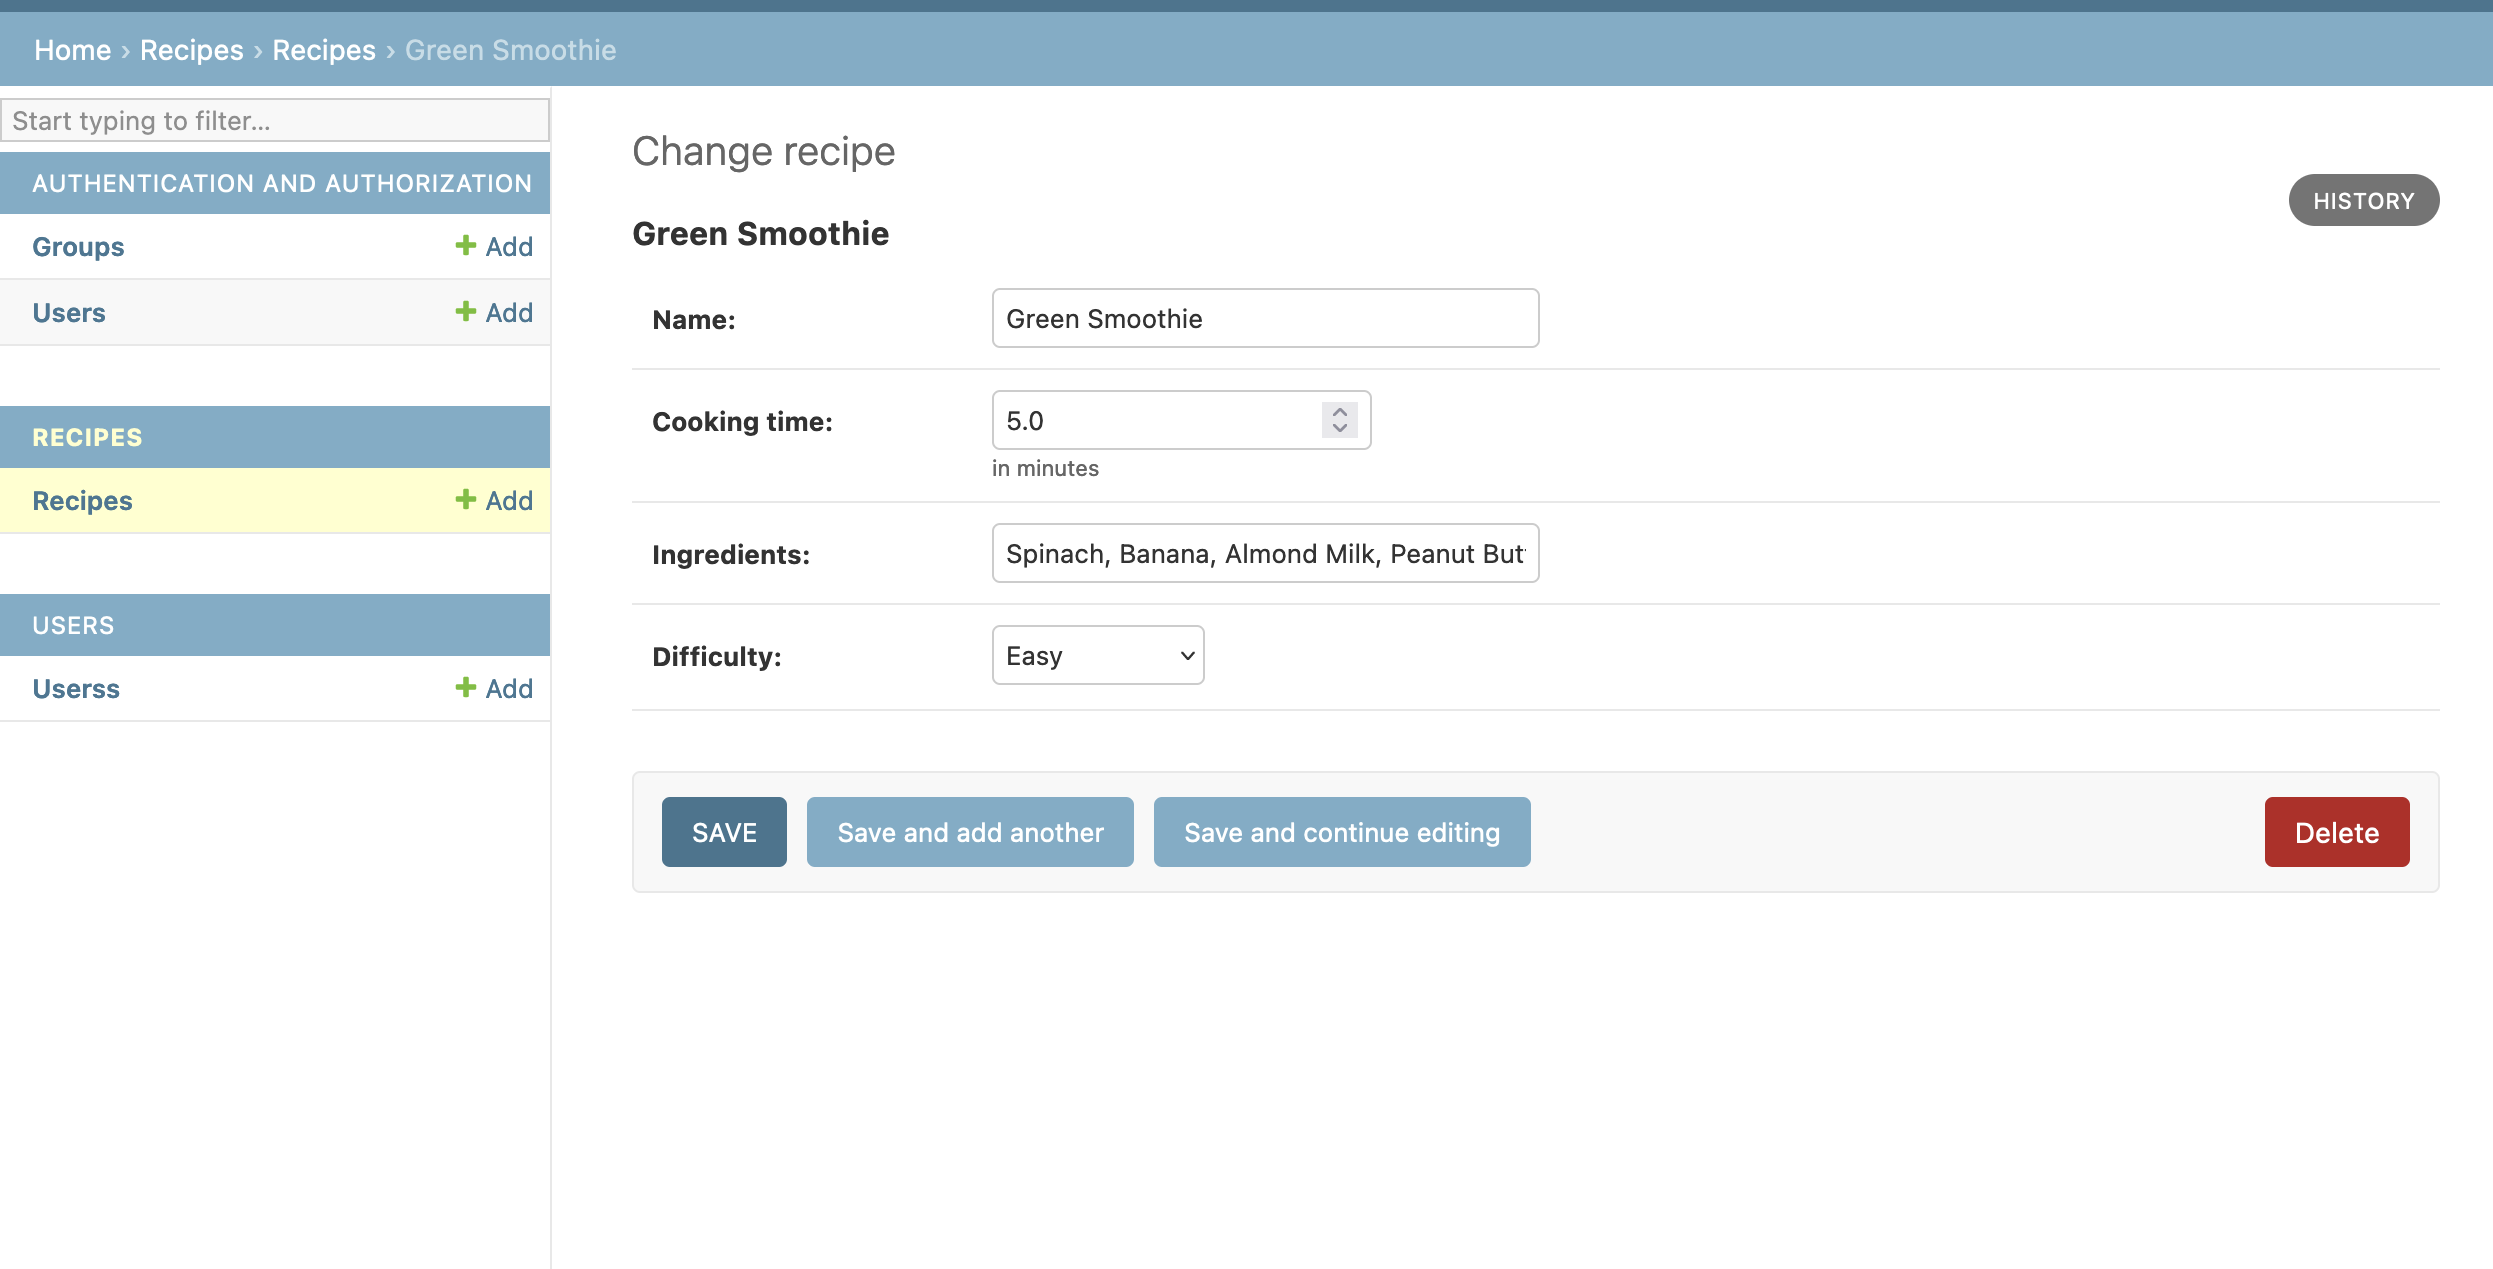 Home › Recipes › Recipes › Green Smoothie
Start typing to filter...
AUTHENTICATION AND AUTHORIZATION
Groups + Add
Users + Add
RECIPES
Recipes + Add
USERS
Userss + Add
Change recipe
HISTORY
Green Smoothie
Name: Green Smoothie
Cooking time: 5.0
in minutes
Ingredients: Spinach, Banana, Almond Milk, Peanut But
Difficulty: Easy
SAVE Save and add another Save and continue editing Delete